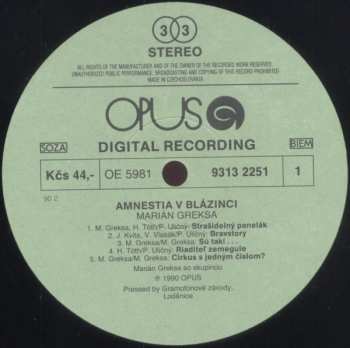 33
STEREO
ALL RIGHTS OF THE MANUFACTURER AND OF THE OWNER OF THE RECORDED WORK RESERVED.
UNAUTHORIZED PUBLIC PERFORMANCE, BROADCASTING AND COPYING OF THIS RECORD PROHIBITED
MADE IN CZECHOSLOVAKIA
OPUS
SOZA DIGITAL RECORDING BIEM
Kčs 44,- OE 5981 9313 2251 1
90 2
AMNESTIA V BLÁZINCI
MARIÁN GREKSA
1. M. Greksa, H. Tóth/P. Uličný: Strašidelný panelák
2. J. Kvita, V. Vlasák/P. Uličný: Bravstory
3. M. Greksa/M. Greksa: Sú takí . . .
4. H. Tóth/P. Uličný: Riaditeľ zemegule
5. M. Greksa/M. Greksa: Cirkus s jedným číslom?
Marián Greksa so skupinou
℗ 1990 OPUS
Pressed by Gramofonové závody,
Loděnice